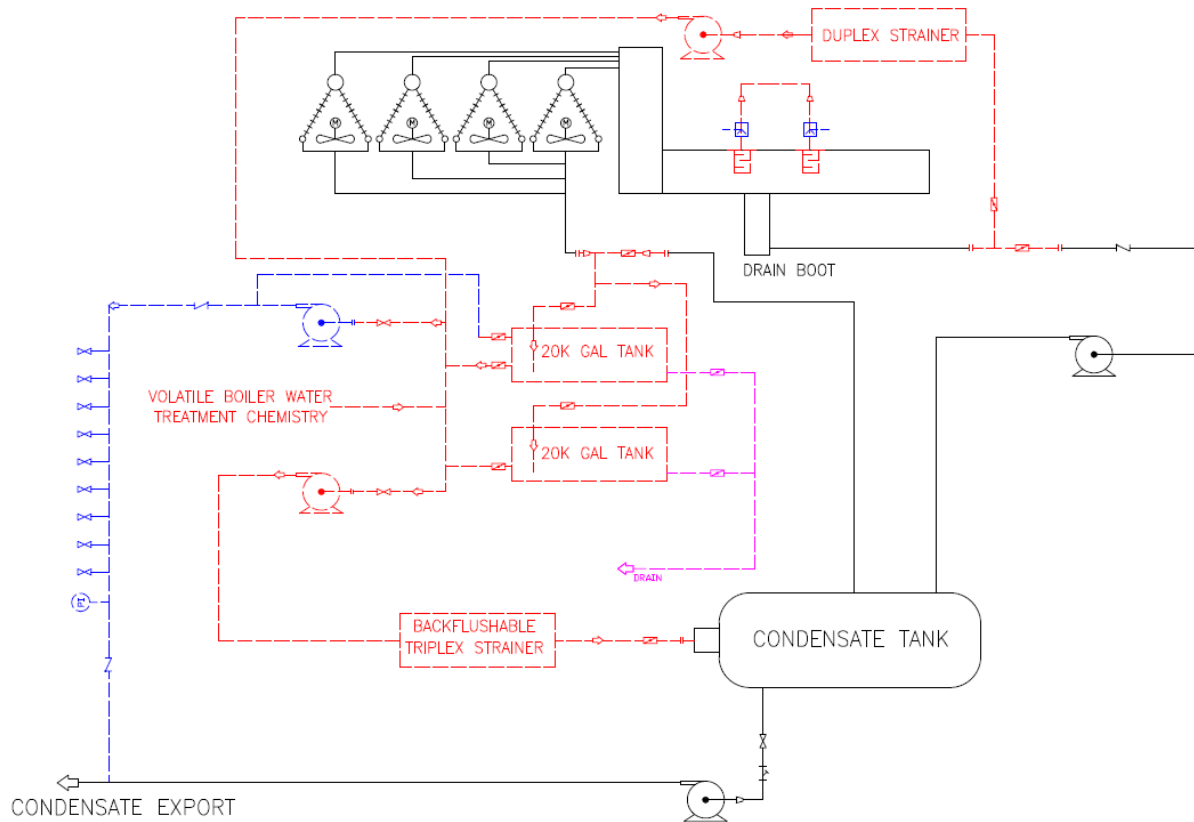 DUPLEX STRAINER
M
M
M
M
DRAIN BOOT
20K GAL TANK
VOLATILE BOILER WATER
TREATMENT CHEMISTRY
20K GAL TANK
DRAIN
PI
BACKFLUSHABLE
TRIPLEX STRAINER
CONDENSATE TANK
CONDENSATE EXPORT